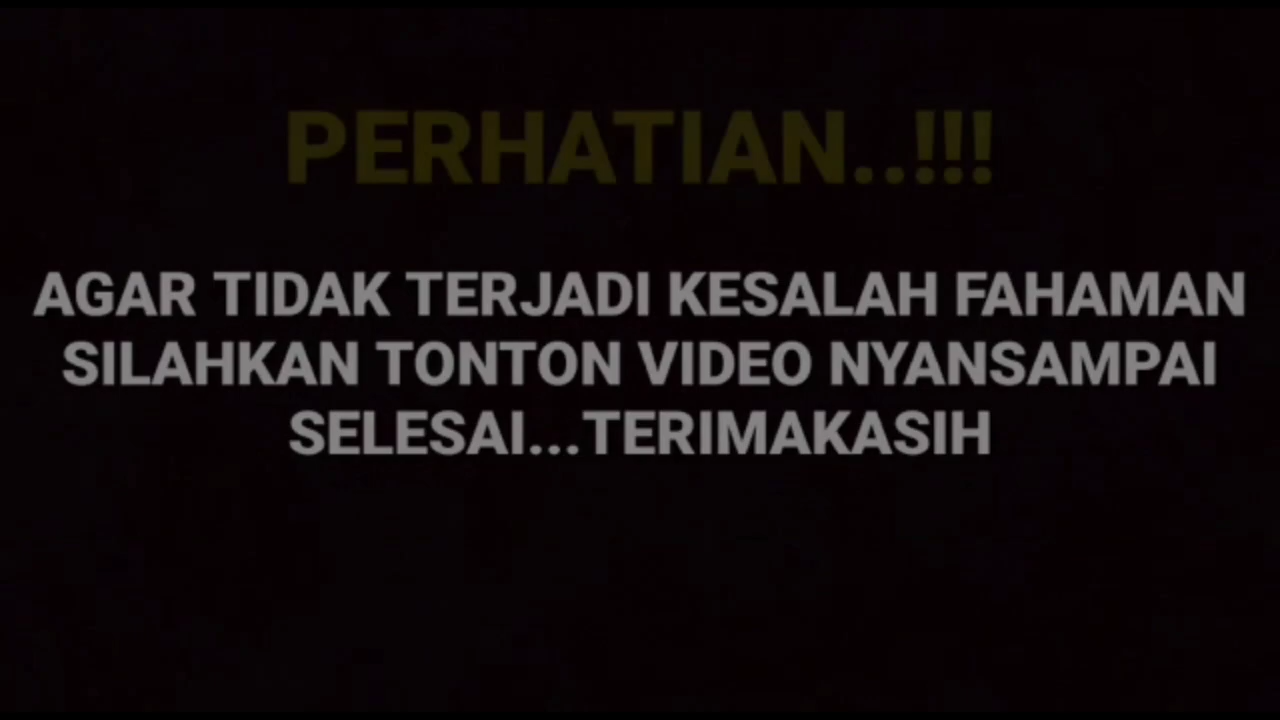 PERHATIAN..!!!
AGAR TIDAK TERJADI KESALAH FAHAMAN
SILAHKAN TONTON VIDEO NYANSAMPAI
SELESAI...TERIMAKASIH